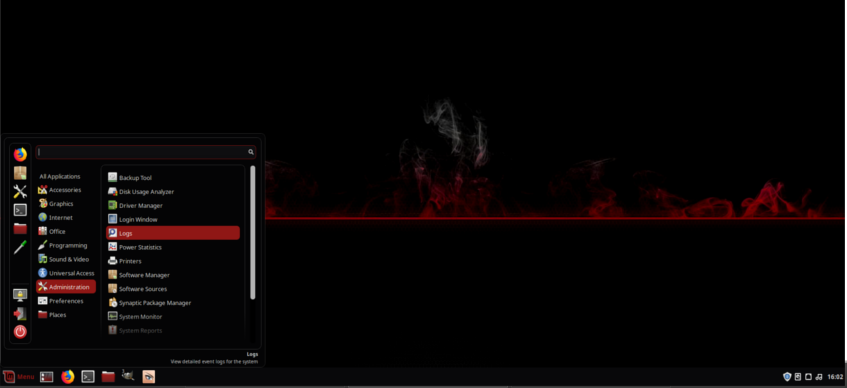 All Applications
Accessories
Graphics
Internet
Office
Programming
Sound & Video
Universal Access
Administration
Preferences
Places
Backup Tool
Disk Usage Analyzer
Driver Manager
Login Window
Logs
Power Statistics
Printers
Software Manager
Software Sources
Synaptic Package Manager
System Monitor
System Reports
Logs
View detailed event logs for the system
Menu
16:02